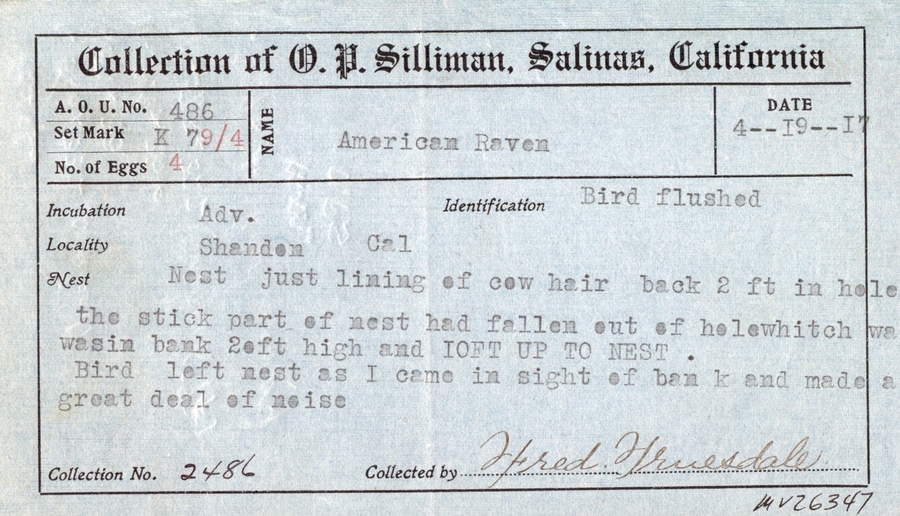 Collection of O. P. Silliman, Salinas, California
A. O. U. No. 486
Set Mark K 79/4
No. of Eggs 4
NAME
American Raven
DATE
4--I9--I7
Incubation Adv.
Identification Bird flushed
Locality Shandon Cal
Nest Nest just lining of cow hair back 2 ft in hole
the stick part of nest had fallen out of holewhitch wa
wasin bank 2oft high and IOFT UP TO NEST .
Bird left nest as I came in sight of ban k and made a
great deal of noise
Collection No. 2486
Collected by Fred. Truesdale
MVZ6347